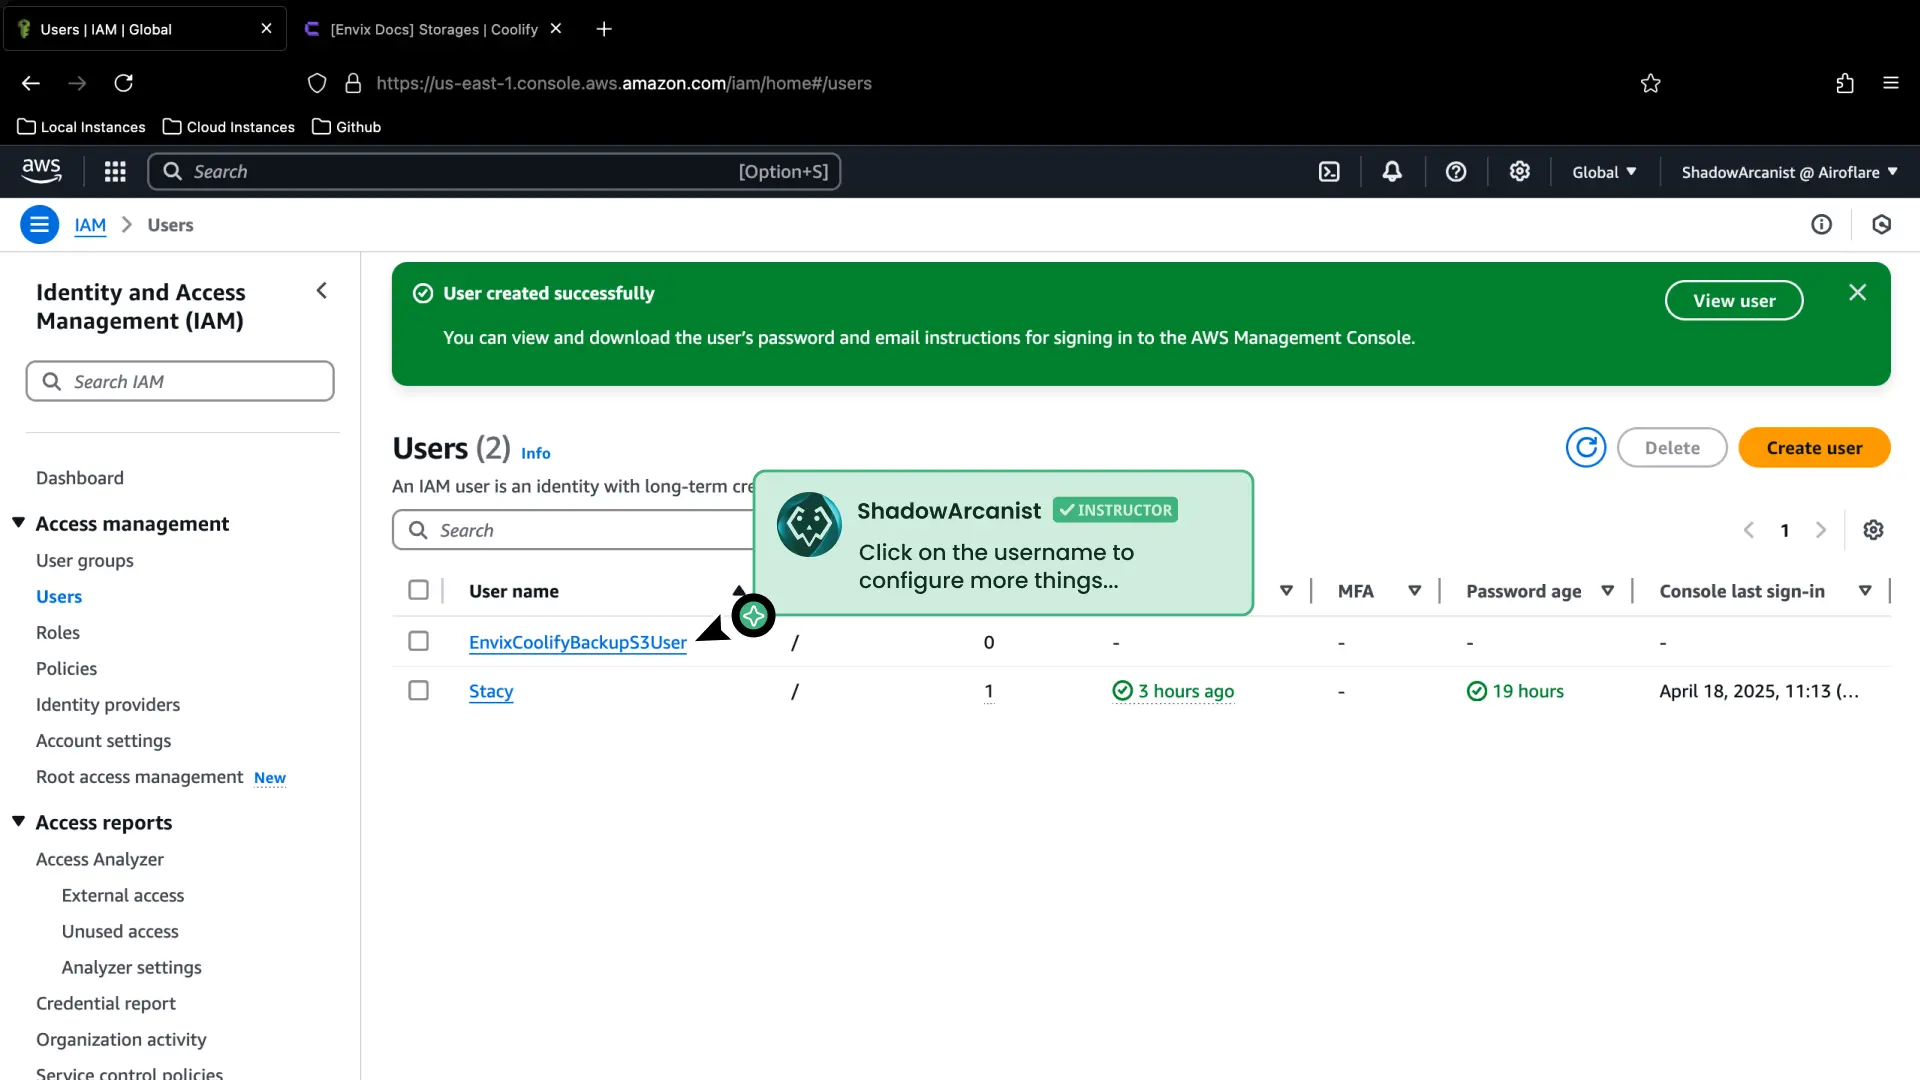 Users | IAM | Global
[Envix Docs] Storages | Coolify
https://us-east-1.console.aws.amazon.com/iam/home#/users
Local Instances
Cloud Instances
Github
aws
Search
[Option+S]
Global
ShadowArcanist @ Airoflare
IAM
Users
Identity and Access
Management (IAM)
Search IAM
Dashboard
Access management
User groups
Users
Roles
Policies
Identity providers
Account settings
Root access management New
Access reports
Access Analyzer
External access
Unused access
Analyzer settings
Credential report
Organization activity
Service control policies
User created successfully
You can view and download the user’s password and email instructions for signing in to the AWS Management Console.
View user
Users (2) Info
Delete
Create user
An IAM user is an identity with long-term
Search
1
ShadowArcanist INSTRUCTOR
Click on the username to
configure more things...
User name
MFA
Password age
Console last sign-in
EnvixCoolifyBackupS3User / 0 - - - -
Stacy / 1 3 hours ago - 19 hours April 18, 2025, 11:13 (...